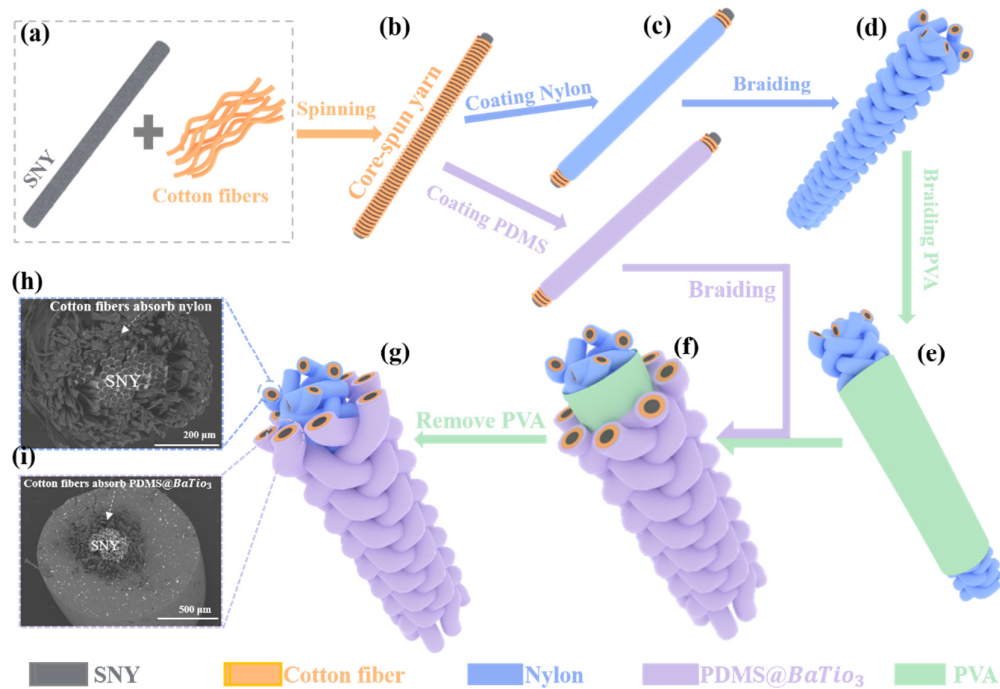 (a)
SNY
Cotton fibers
Spinning
(b)
Core-spun yarn
Coating Nylon
Coating PDMS
(c)
Braiding
(d)
Braiding PVA
Braiding
(e)
(f)
Remove PVA
(g)
(h)
Cotton fibers absorb nylon
SNY
200 μm
(i)
Cotton fibers absorb PDMS@BaTio₃
SNY
500 μm
SNY
Cotton fiber
Nylon
PDMS@BaTio₃
PVA